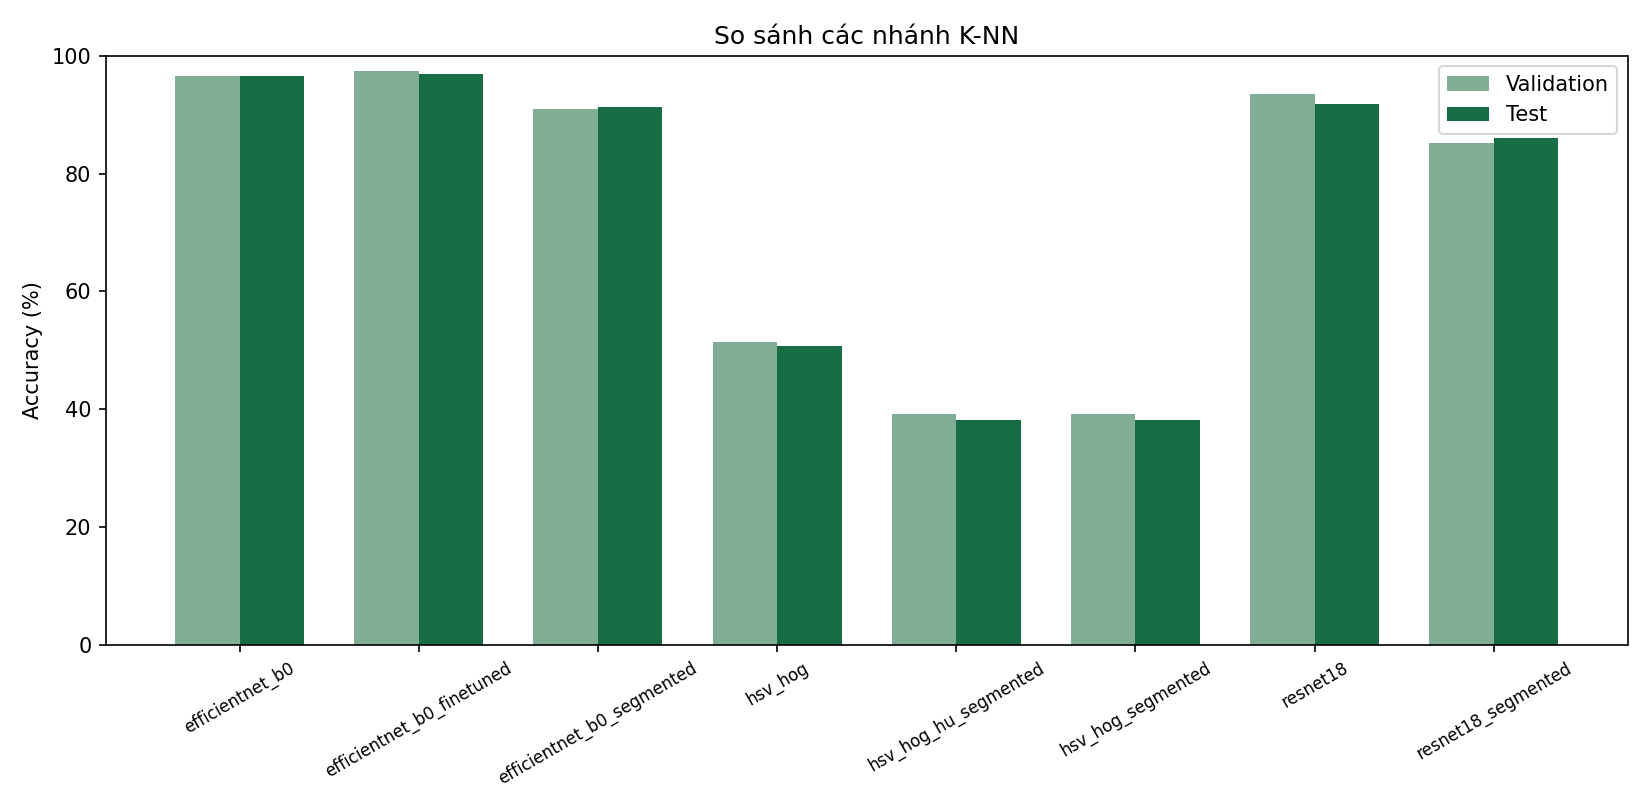 So sánh các nhánh K-NN
Accuracy (%)
100
80
60
40
20
0
Validation
Test
efficientnet_b0
efficientnet_b0_finetuned
efficientnet_b0_segmented
hsv_hog
hsv_hog_hu_segmented
hsv_hog_segmented
resnet18
resnet18_segmented